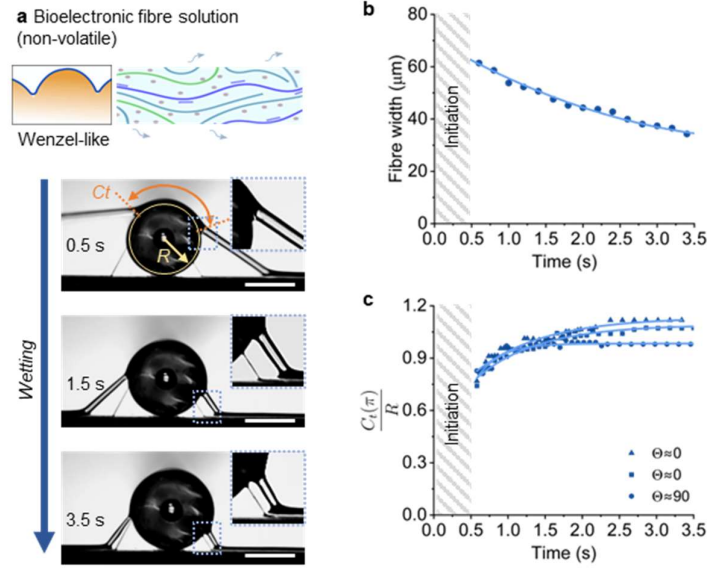 a Bioelectronic fibre solution
(non-volatile)
Wenzel-like
Wetting
Ct
R
0.5 s
1.5 s
3.5 s
b
Fibre width (μm)
80
60
40
20
0
Initiation
0.0 0.5 1.0 1.5 2.0 2.5 3.0 3.5
Time (s)
c
Ct(π)
R
1.2
0.9
0.6
0.3
0.0
Initiation
Θ≈0
Θ≈0
Θ≈90
0.0 0.5 1.0 1.5 2.0 2.5 3.0 3.5
Time (s)